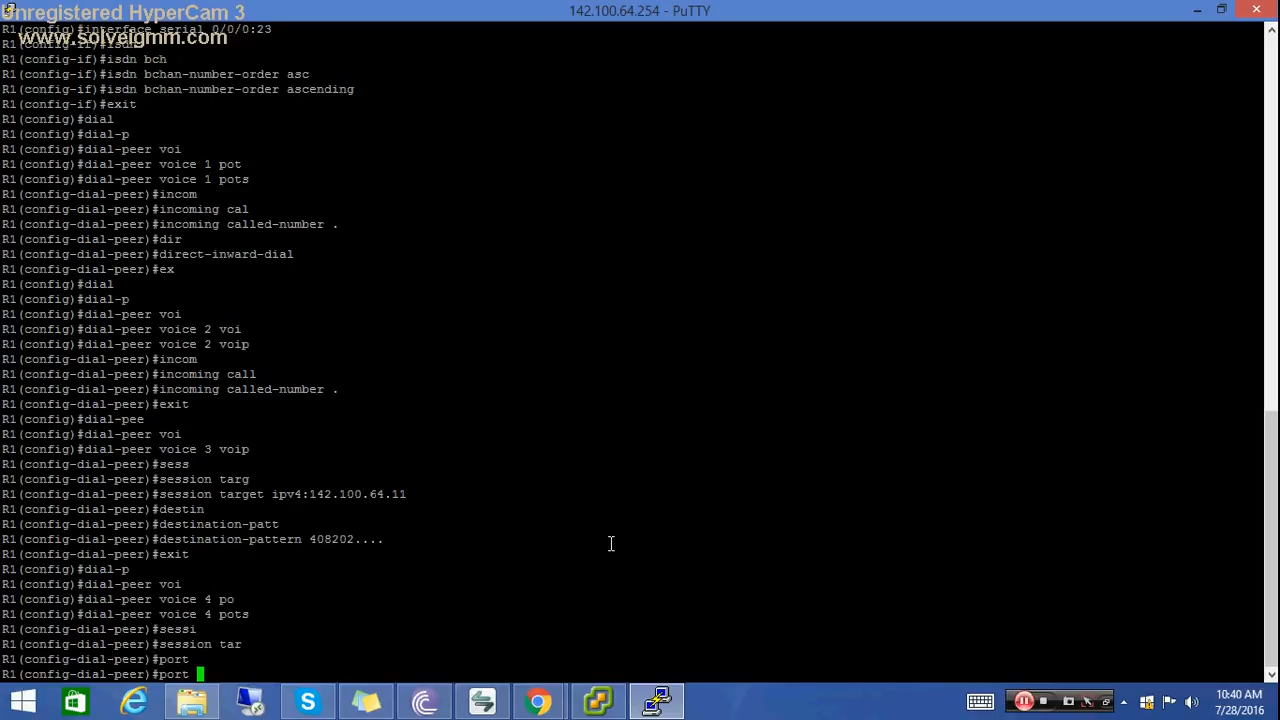 Unregistered HyperCam 3
142.100.64.254 - PuTTY
R1(config)#interface serial 0/0/0:23
www.solveigmm.com
R1(config-if)#isdn
R1(config-if)#isdn bch
R1(config-if)#isdn bchan-number-order asc
R1(config-if)#isdn bchan-number-order ascending
R1(config-if)#exit
R1(config)#dial
R1(config)#dial-p
R1(config)#dial-peer voi
R1(config)#dial-peer voice 1 pot
R1(config)#dial-peer voice 1 pots
R1(config-dial-peer)#incom
R1(config-dial-peer)#incoming cal
R1(config-dial-peer)#incoming called-number .
R1(config-dial-peer)#dir
R1(config-dial-peer)#direct-inward-dial
R1(config-dial-peer)#ex
R1(config)#dial
R1(config)#dial-p
R1(config)#dial-peer voi
R1(config)#dial-peer voice 2 voi
R1(config)#dial-peer voice 2 voip
R1(config-dial-peer)#incom
R1(config-dial-peer)#incoming call
R1(config-dial-peer)#incoming called-number .
R1(config-dial-peer)#exit
R1(config)#dial-pee
R1(config)#dial-peer voi
R1(config)#dial-peer voice 3 voip
R1(config-dial-peer)#sess
R1(config-dial-peer)#session targ
R1(config-dial-peer)#session target ipv4:142.100.64.11
R1(config-dial-peer)#destin
R1(config-dial-peer)#destination-patt
R1(config-dial-peer)#destination-pattern 408202....
R1(config-dial-peer)#exit
R1(config)#dial-p
R1(config)#dial-peer voi
R1(config)#dial-peer voice 4 po
R1(config)#dial-peer voice 4 pots
R1(config-dial-peer)#sessi
R1(config-dial-peer)#session tar
R1(config-dial-peer)#port
R1(config-dial-peer)#port
10:40 AM
7/28/2016